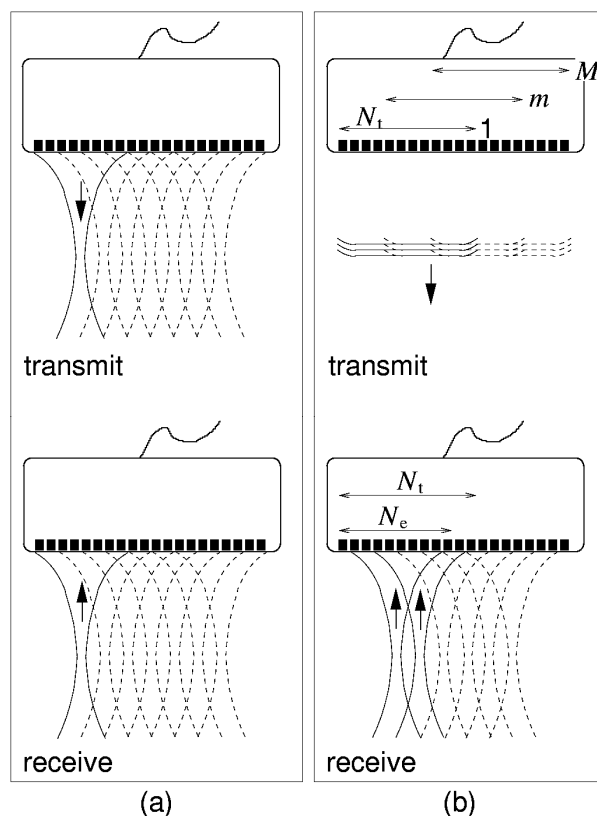 transmit
receive
(a)
M
m
N_t
1
transmit
N_t
N_e
receive
(b)